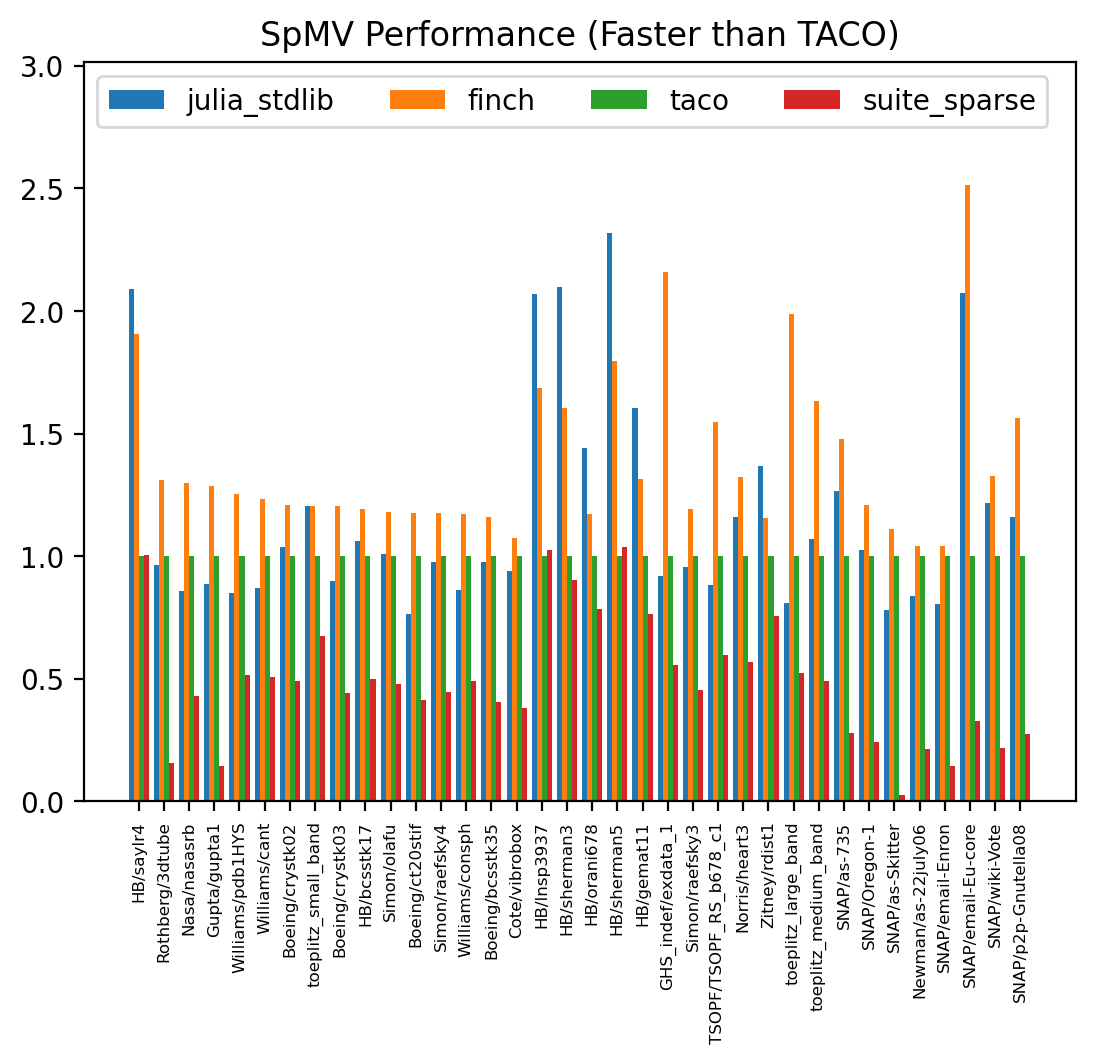 SpMV Performance (Faster than TACO)
julia_stdlib finch taco suite_sparse
3.0
2.5
2.0
1.5
1.0
0.5
0.0
HB/saylr4
Rothberg/3dtube
Nasa/nasasrb
Gupta/gupta1
Williams/pdb1HYS
Williams/cant
Boeing/crystk02
toeplitz_small_band
Boeing/crystk03
HB/bcsstk17
Simon/olafu
Boeing/ct20stif
Simon/raefsky4
Williams/consph
Boeing/bcsstk35
Cote/vibrobox
HB/lnsp3937
HB/sherman3
HB/orani678
HB/sherman5
HB/gemat11
GHS_indef/exdata_1
Simon/raefsky3
TSOPF/TSOPF_RS_b678_c1
Norris/heart3
Zitney/rdist1
toeplitz_large_band
toeplitz_medium_band
SNAP/as-735
SNAP/Oregon-1
SNAP/as-Skitter
Newman/as-22july06
SNAP/email-Enron
SNAP/email-Eu-core
SNAP/wiki-Vote
SNAP/p2p-Gnutella08